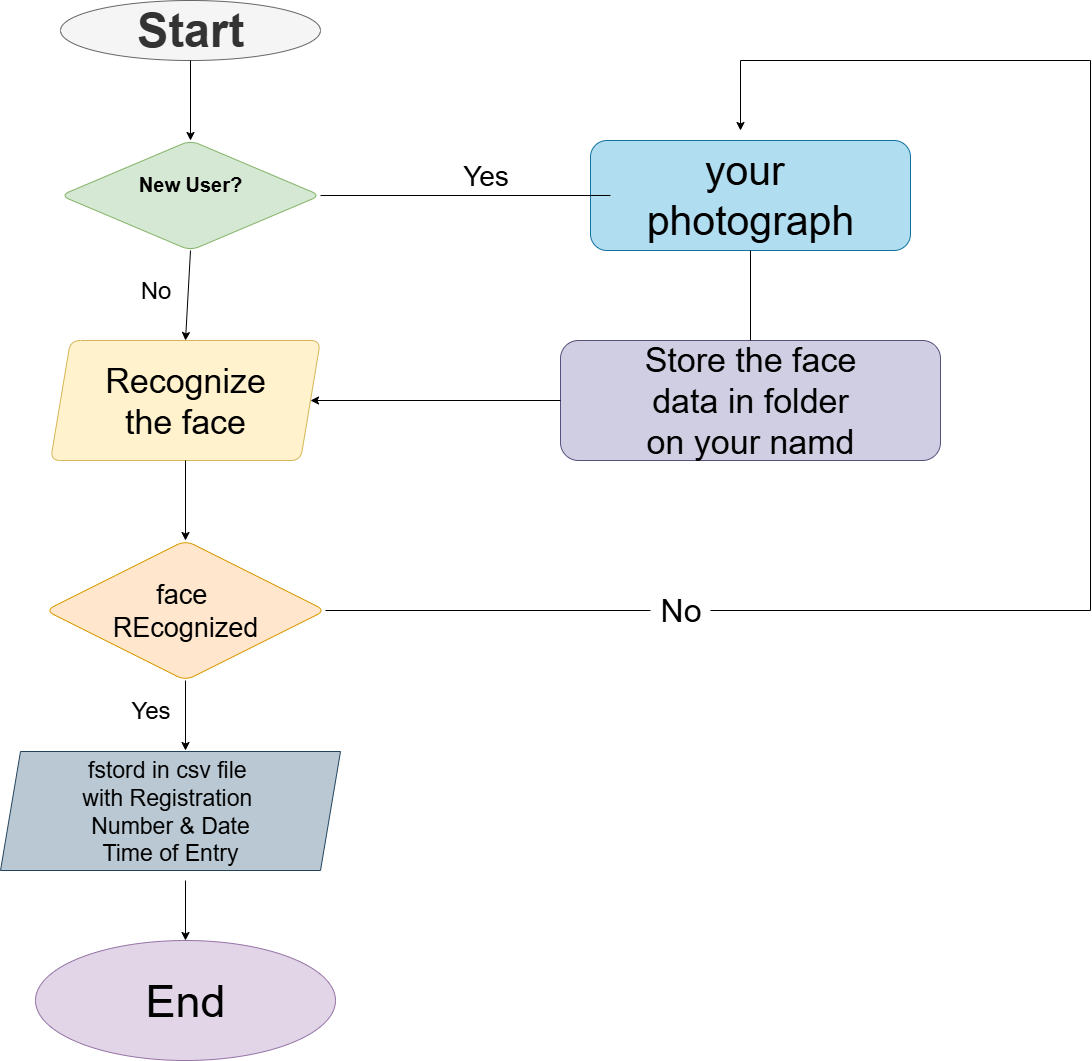 Start
New User?
Yes
your
photograph
No
Recognize
the face
Store the face
data in folder
on your namd
face
REcognized
No
Yes
fstord in csv file
with Registration
Number & Date
Time of Entry
End